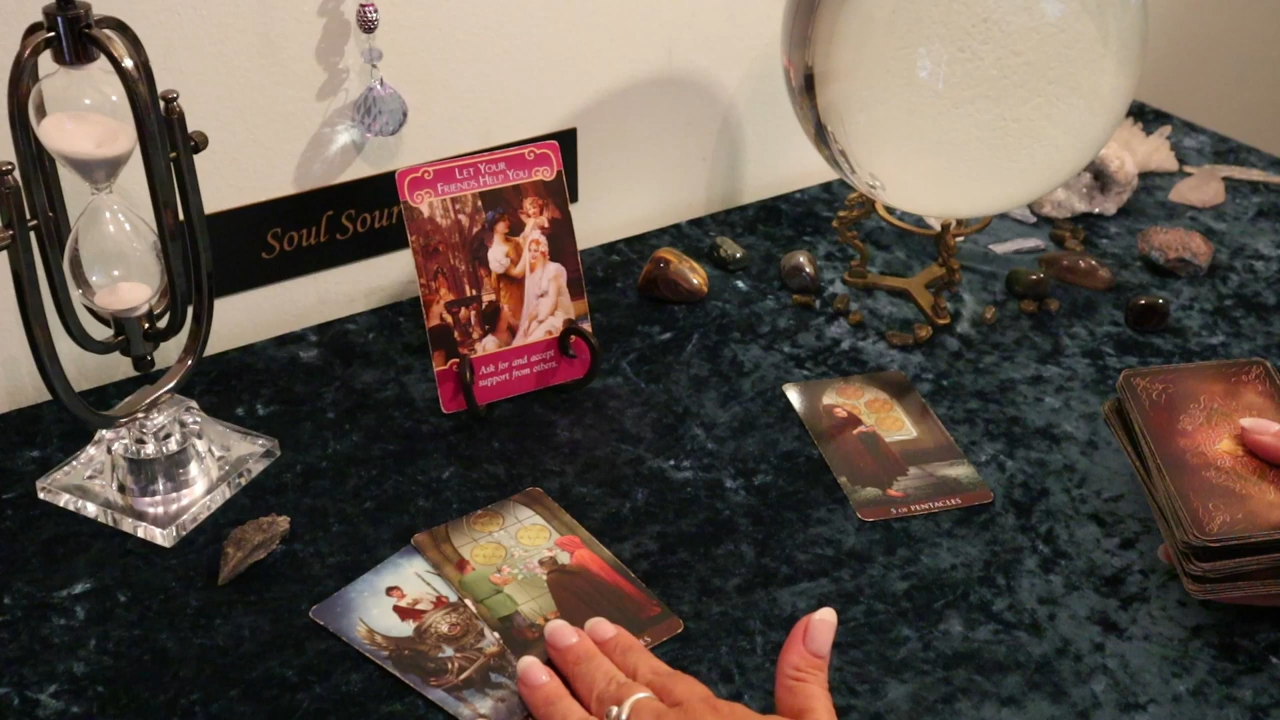 Soul Sour
LET YOUR
FRIENDS HELP YOU
Ask for and accept
support from others.
5 OF PENTACLES